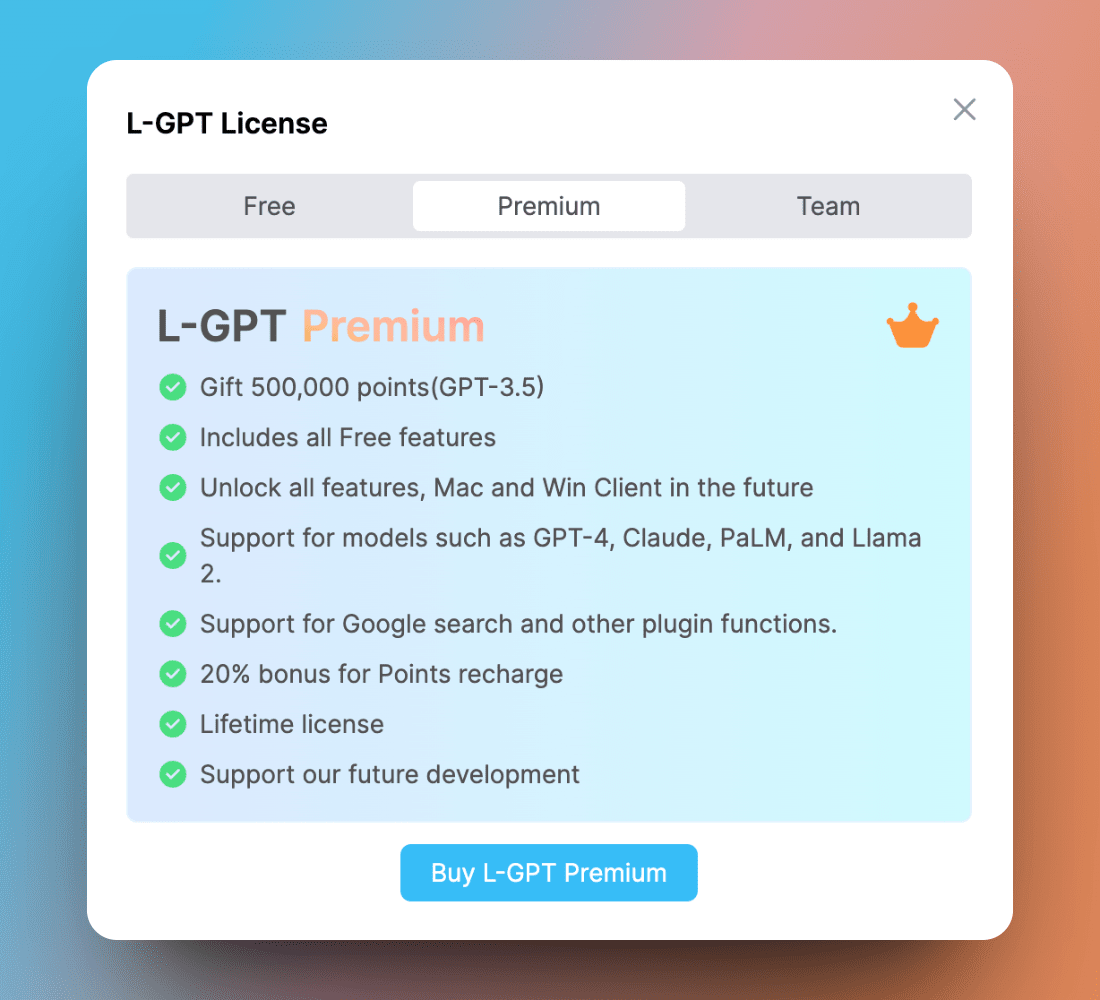 L-GPT License
Free
Premium
Team
L-GPT Premium
Gift 500,000 points(GPT-3.5)
Includes all Free features
Unlock all features, Mac and Win Client in the future
Support for models such as GPT-4, Claude, PaLM, and Llama
2.
Support for Google search and other plugin functions.
20% bonus for Points recharge
Lifetime license
Support our future development
Buy L-GPT Premium